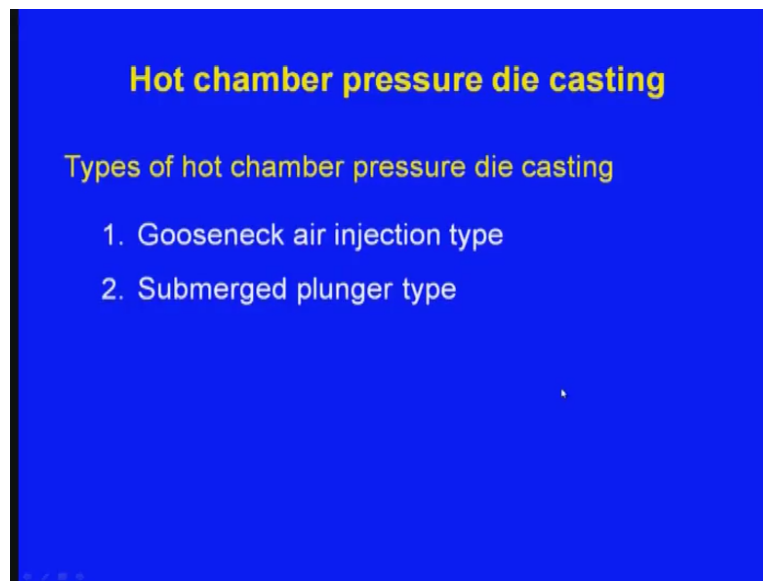 Hot chamber pressure die casting
Types of hot chamber pressure die casting
1. Gooseneck air injection type
2. Submerged plunger type